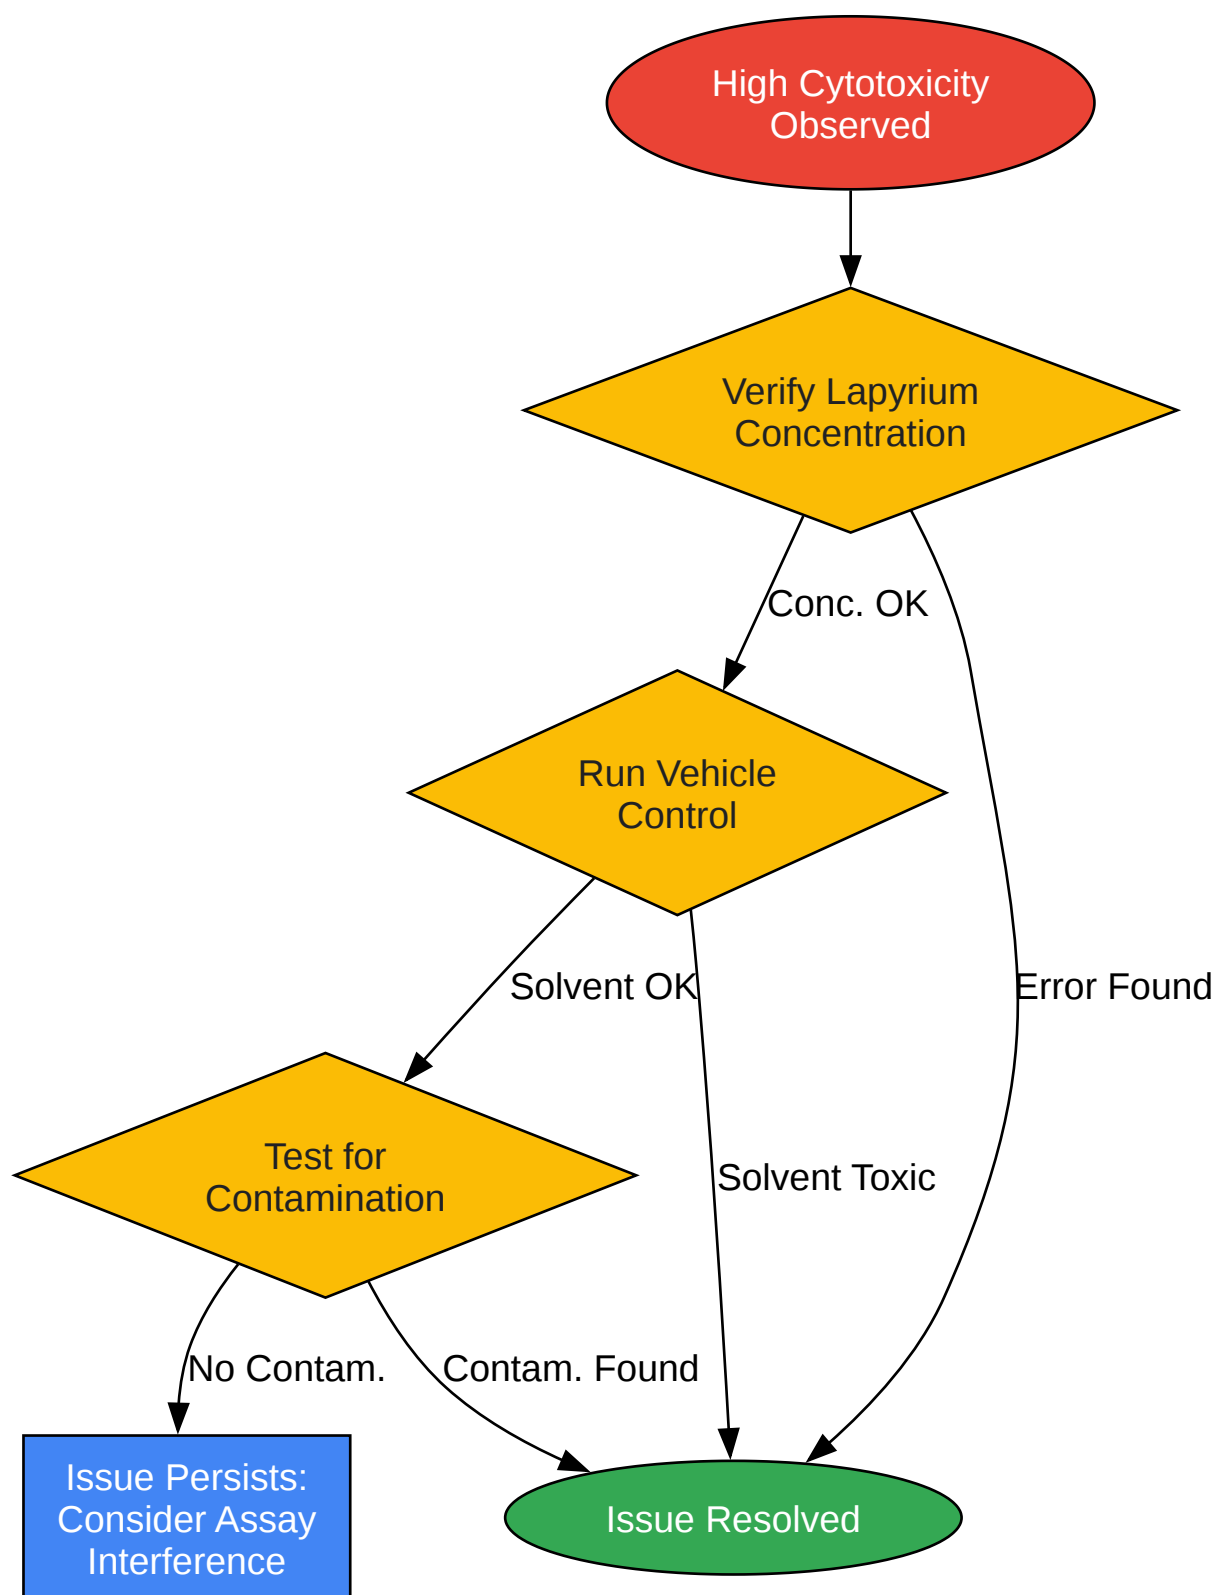 High Cytotoxicity
Observed
Verify Lapyrium
Concentration
Conc. OK
Run Vehicle
Control
Solvent OK
Error Found
Test for
Contamination
Solvent Toxic
No Contam.
Contam. Found
Issue Persists:
Consider Assay
Interference
Issue Resolved